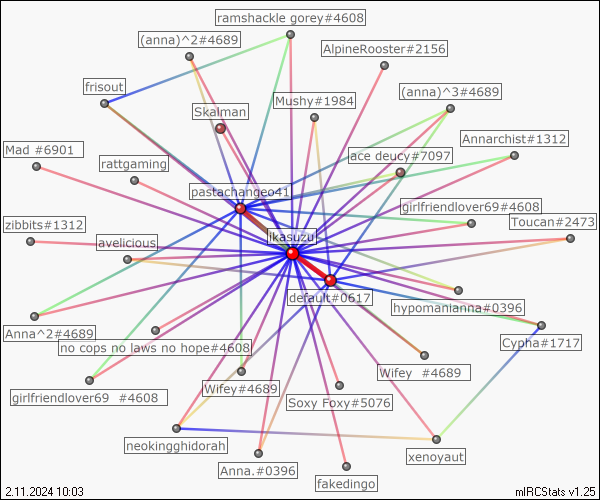 ramshackle gorey#4608
(anna)^2#4689
AlpineRooster#2156
frisout
Mushy#1984
(anna)^3#4689
Skalman
Annarchist#1312
Mad #6901
ace deucy#7097
rattgaming
pastachangeo41
girlfriendlover69#4608
Toucan#2473
zibbits#1312
ikasuzu
avelicious
default#0617
hypomanianna#0396
Anna^2#4689
no cops no laws no hope#4608
Cypha#1717
Wifey #4689
girlfriendlover69 #4608
Wifey#4689
Soxy Foxy#5076
neokingghidorah
xenoyaut
Anna.#0396
fakedingo
2.11.2024 10:03
mIRCStats v1.25